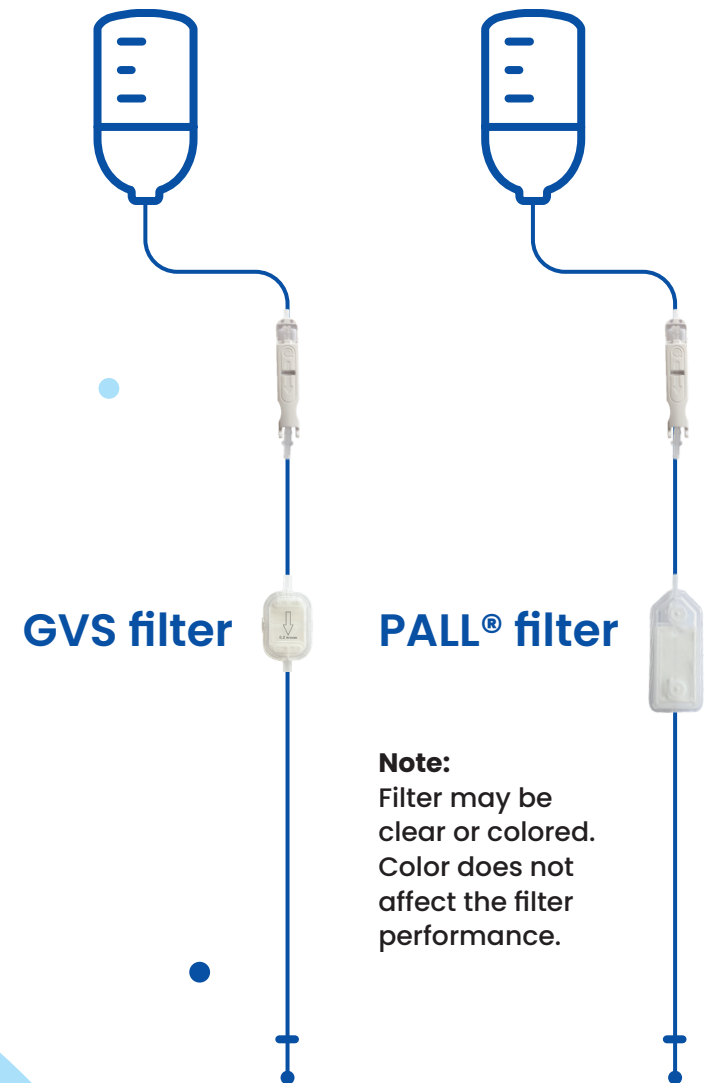 GVS filter
PALL® filter
Note:
Filter may be
clear or colored.
Color does not
affect the filter
performance.